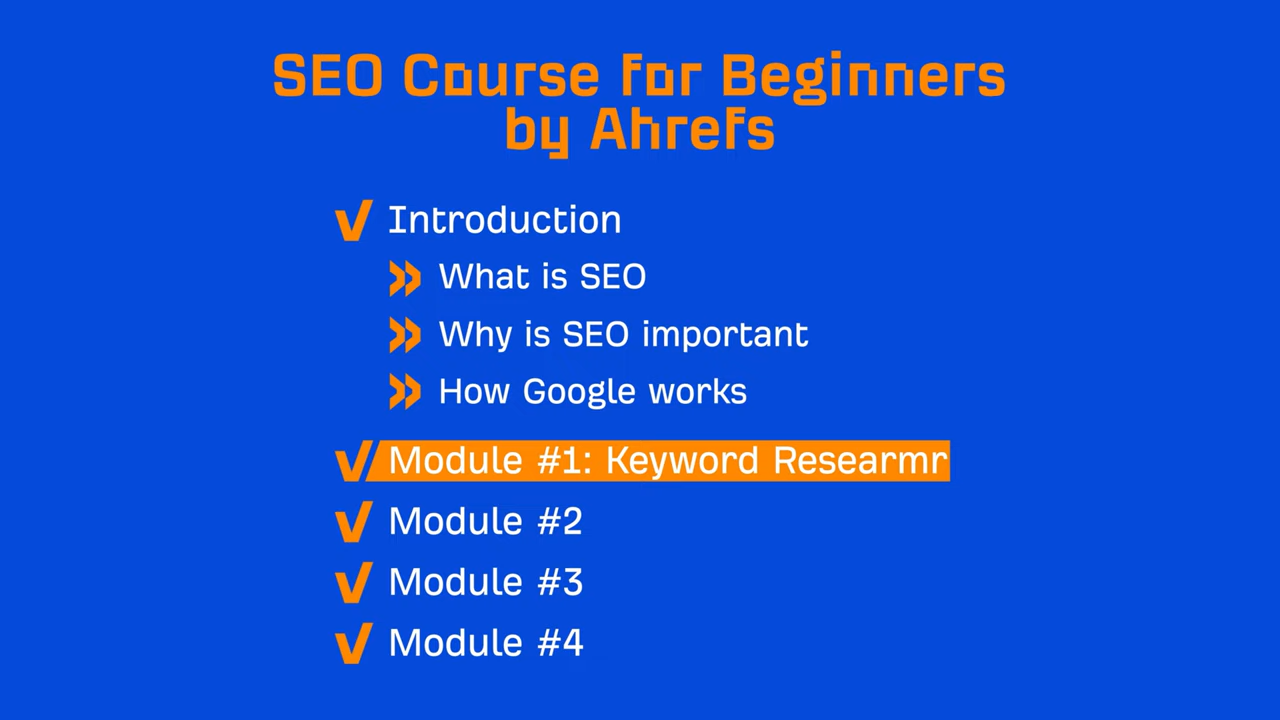 SEO Course for Beginners
by Ahrefs
Introduction
What is SEO
Why is SEO important
How Google works
Module #1: Keyword Researmr
Module #2
Module #3
Module #4